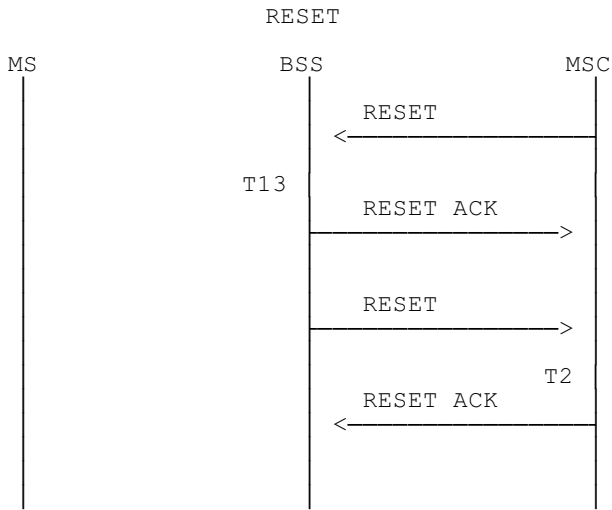 RESET
MS BSS MSC
RESET
T13
RESET ACK
RESET
T2
RESET ACK